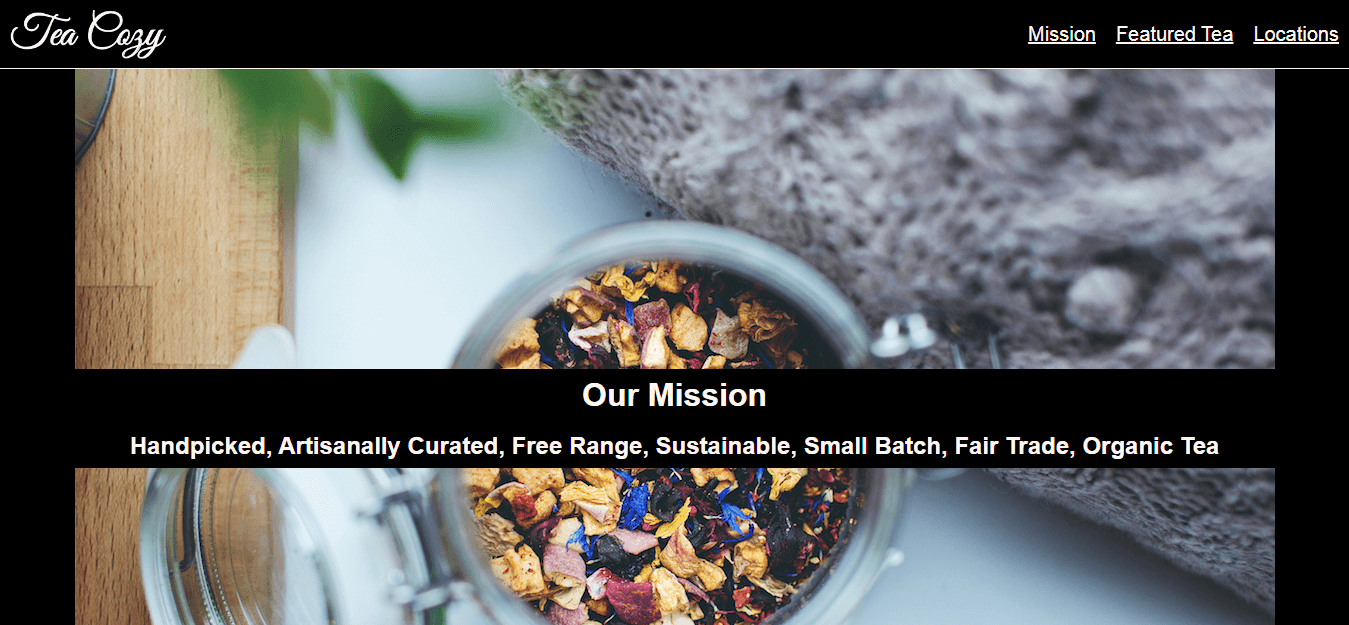 Tea Cozy
Mission Featured Tea Locations
Our Mission
Handpicked, Artisanally Curated, Free Range, Sustainable, Small Batch, Fair Trade, Organic Tea